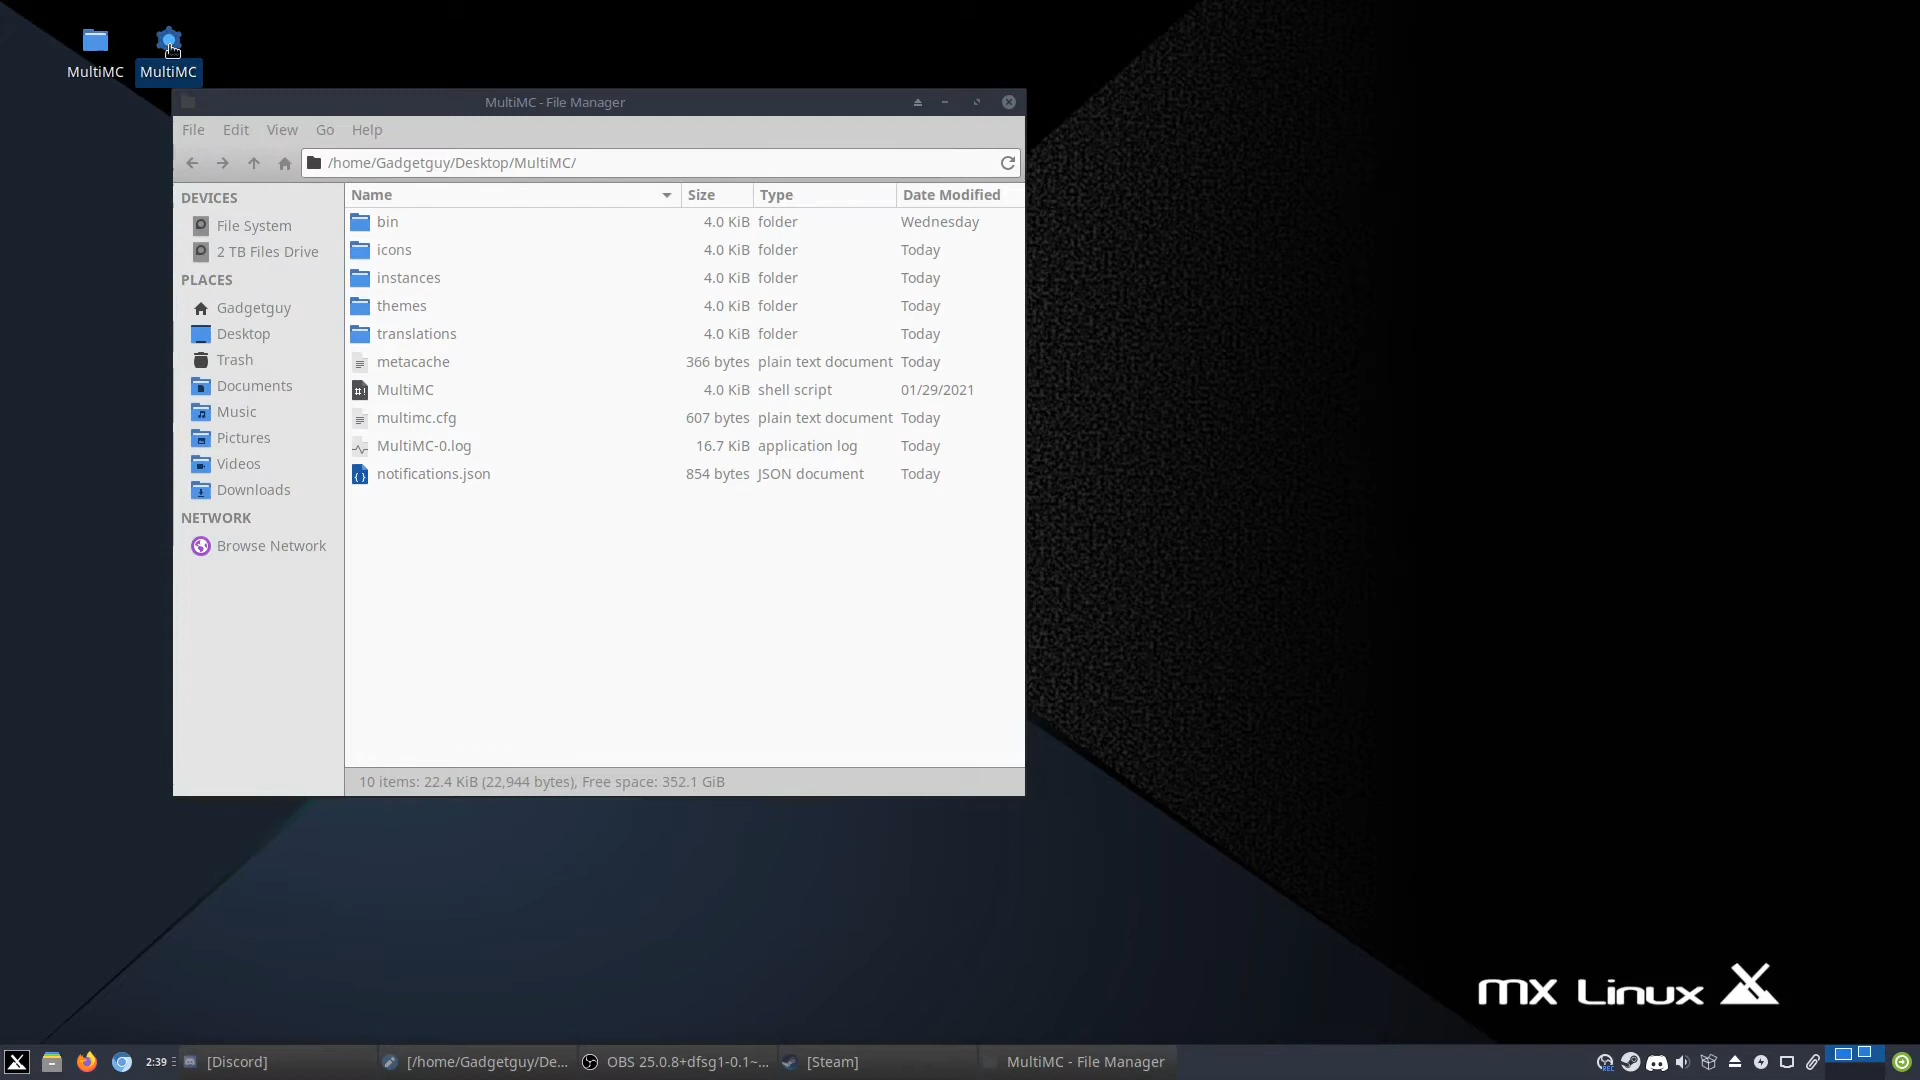 MultiMC
MultiMC
MultiMC - File Manager
File Edit View Go Help
/home/Gadgetguy/Desktop/MultiMC/
DEVICES
File System
2 TB Files Drive
PLACES
Gadgetguy
Desktop
Trash
Documents
Music
Pictures
Videos
Downloads
NETWORK
Browse Network
Name Size Type Date Modified
bin 4.0 KiB folder Wednesday
icons 4.0 KiB folder Today
instances 4.0 KiB folder Today
themes 4.0 KiB folder Today
translations 4.0 KiB folder Today
metacache 366 bytes plain text document Today
MultiMC 4.0 KiB shell script 01/29/2021
multimc.cfg 607 bytes plain text document Today
MultiMC-0.log 16.7 KiB application log Today
notifications.json 854 bytes JSON document Today
10 items: 22.4 KiB (22,944 bytes), Free space: 352.1 GiB
mx Linux
2:39 [Discord] [/home/Gadgetguy/De... OBS 25.0.8+dfsg1-0.1~... [Steam] MultiMC - File Manager
REC